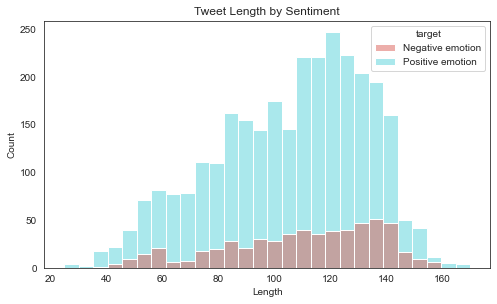 Tweet Length by Sentiment
target
Negative emotion
Positive emotion
Count
250
200
150
100
50
0
20 40 60 80 100 120 140 160
Length